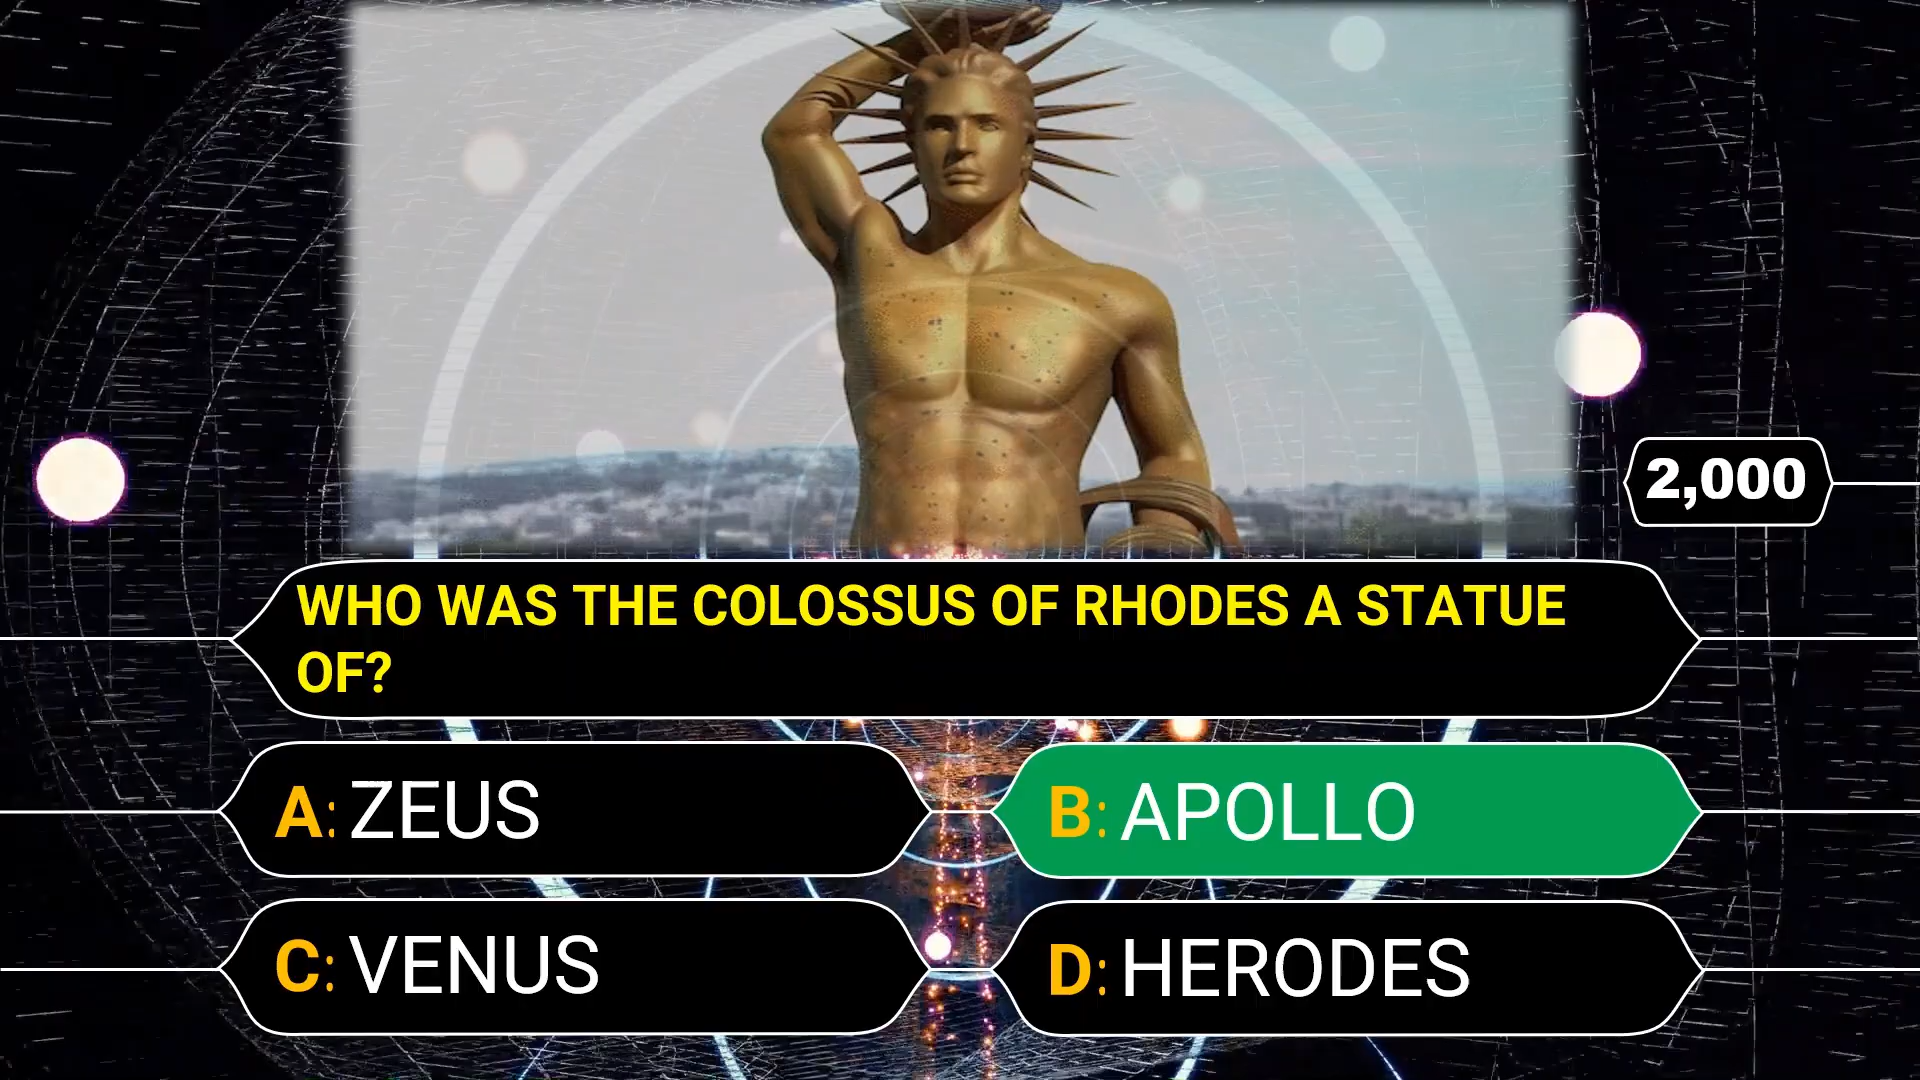 2,000
WHO WAS THE COLOSSUS OF RHODES A STATUE
OF?
A: ZEUS
B: APOLLO
C: VENUS
D: HERODES